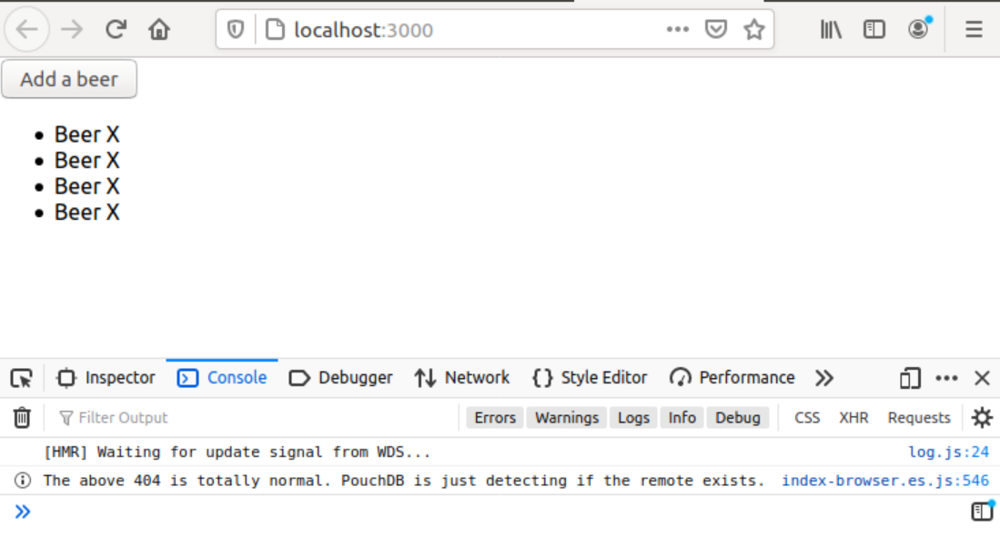 localhost:3000
Add a beer
Beer X
Beer X
Beer X
Beer X
Inspector Console Debugger Network Style Editor Performance
Filter Output Errors Warnings Logs Info Debug CSS XHR Requests
[HMR] Waiting for update signal from WDS... log.js:24
The above 404 is totally normal. PouchDB is just detecting if the remote exists. index-browser.es.js:546